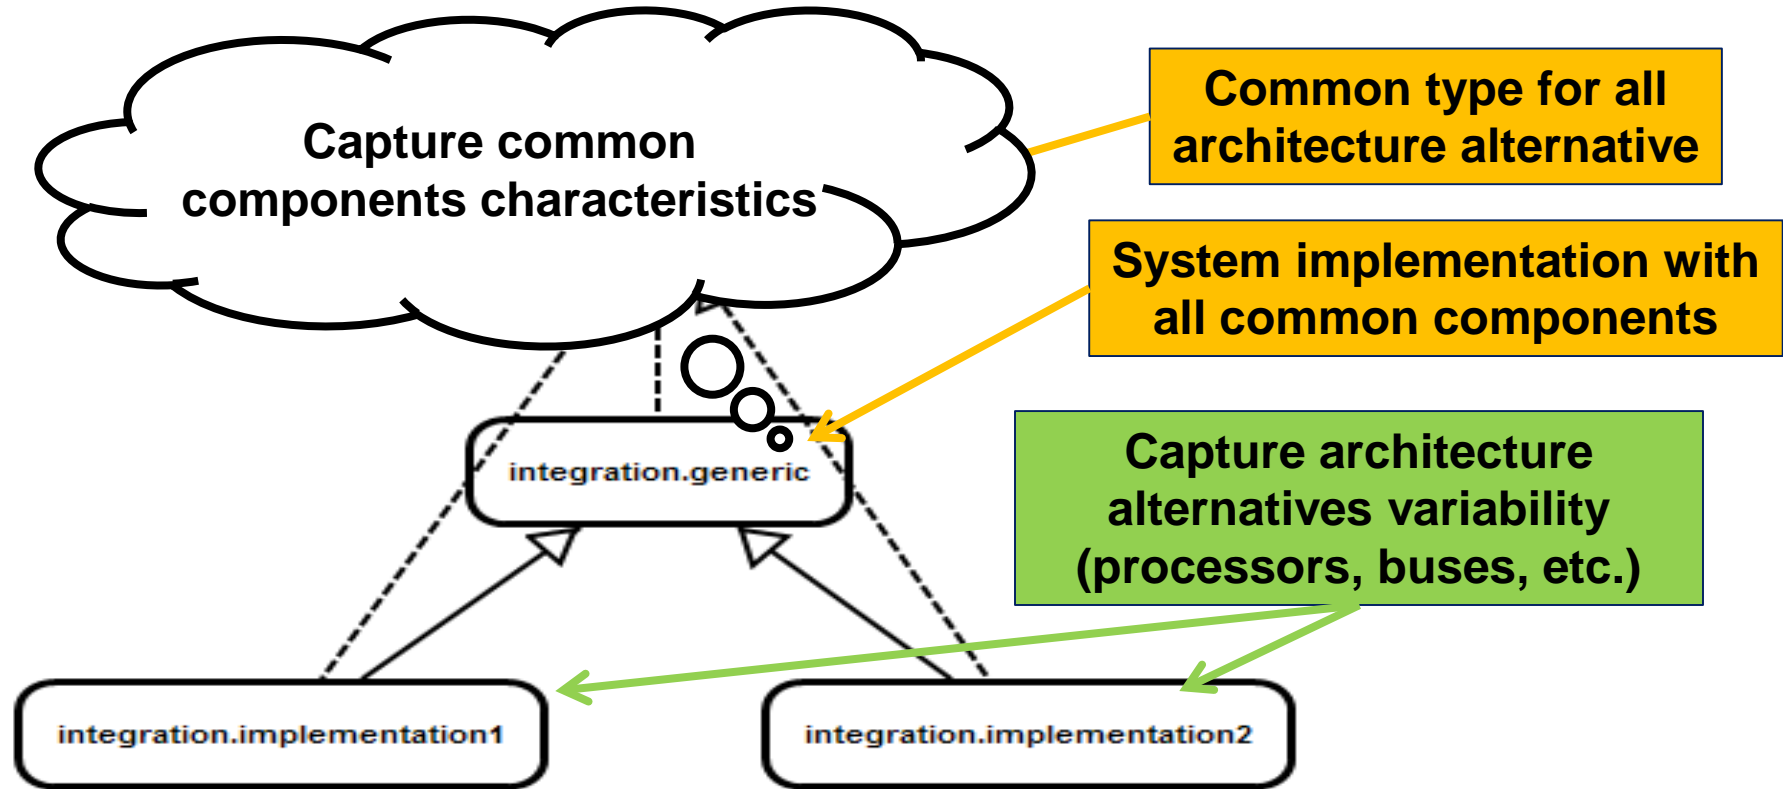 Capture common
components characteristics
Common type for all
architecture alternative
System implementation with
all common components
Capture architecture
alternatives variability
(processors, buses, etc.)
integration.generic
integration.implementation1
integration.implementation2